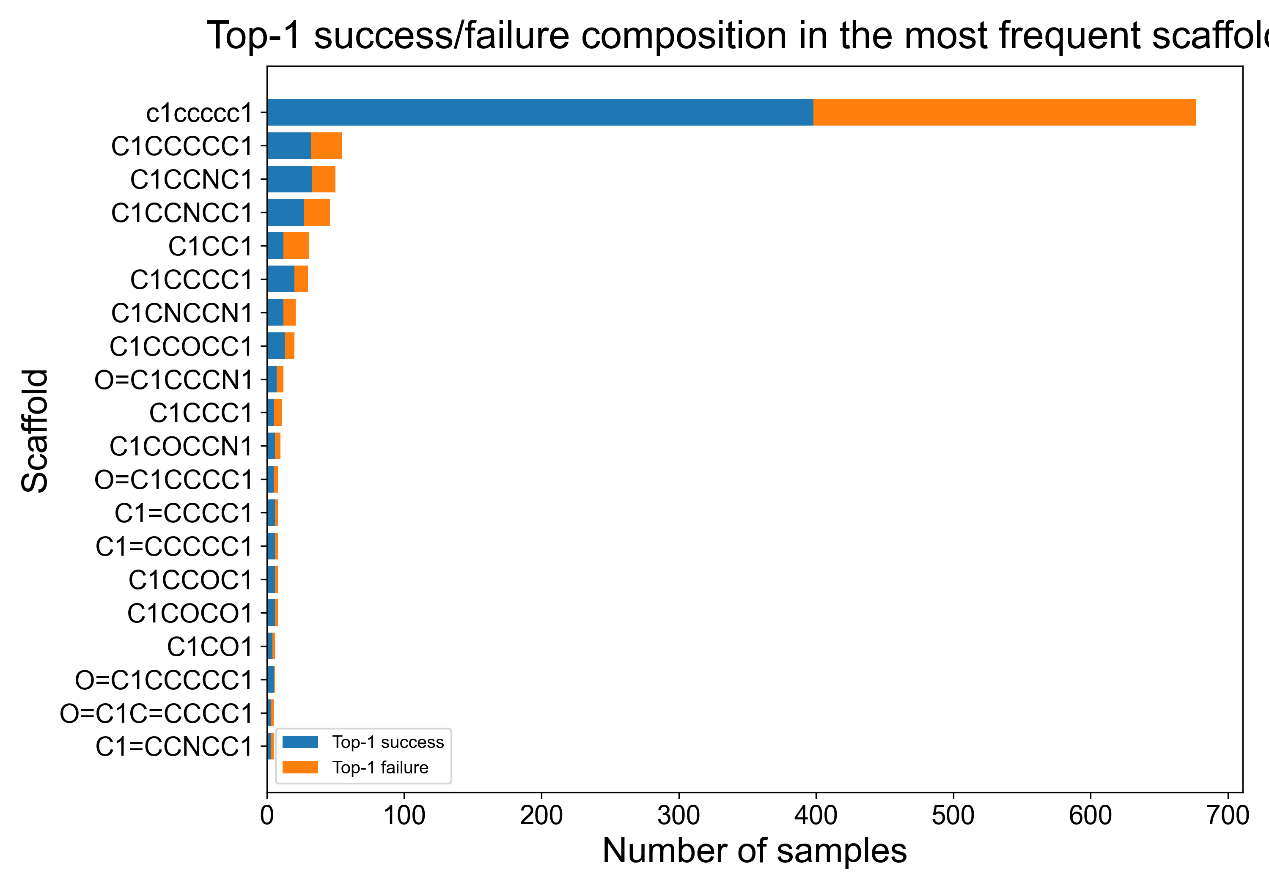 Top-1 success/failure composition in the most frequent scaffold
c1ccccc1
C1CCCCC1
C1CCNC1
C1CCNCC1
C1CC1
C1CCCC1
C1CNCCN1
C1CCOCC1
O=C1CCCN1
C1CCC1
C1COCCN1
O=C1CCCC1
C1=CCCC1
C1=CCCCC1
C1CCOC1
C1COCO1
C1CO1
O=C1CCCCC1
O=C1C=CCCC1
C1=CCNCC1
Scaffold
Top-1 success
Top-1 failure
0 100 200 300 400 500 600 700
Number of samples